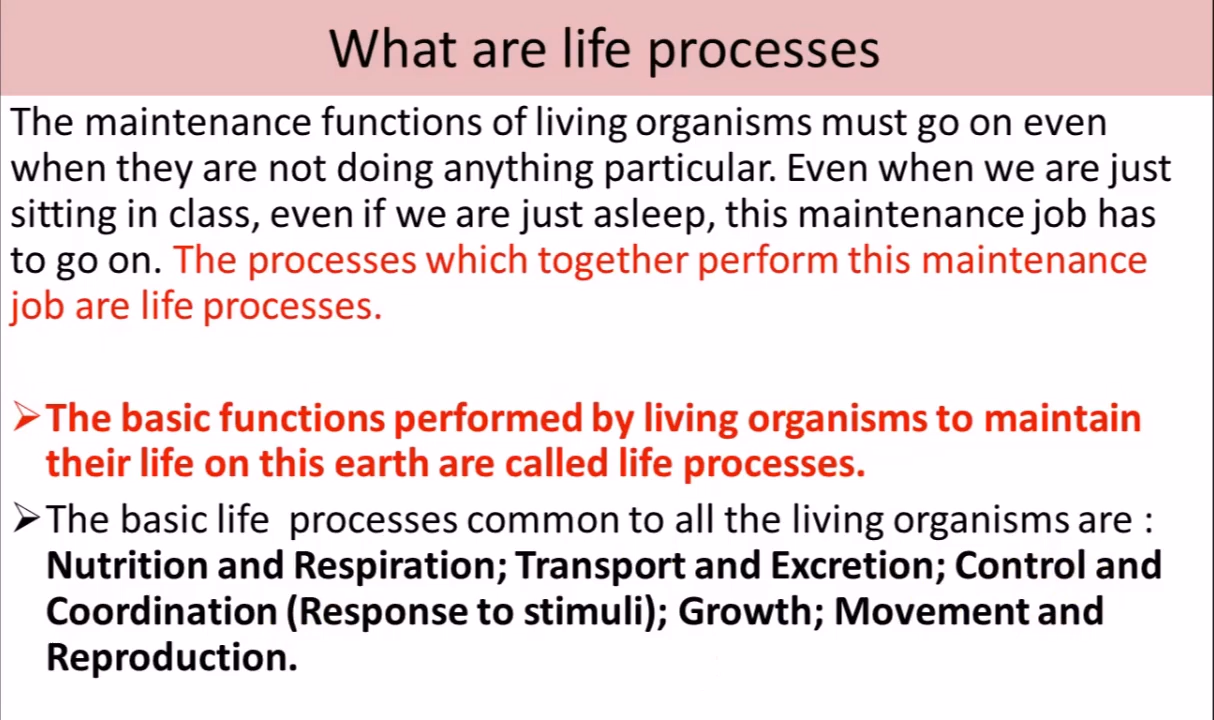 What are life processes
The maintenance functions of living organisms must go on even
when they are not doing anything particular. Even when we are just
sitting in class, even if we are just asleep, this maintenance job has
to go on. The processes which together perform this maintenance
job are life processes.
➢The basic functions performed by living organisms to maintain
their life on this earth are called life processes.
➢The basic life  processes common to all the living organisms are :
Nutrition and Respiration; Transport and Excretion; Control and
Coordination (Response to stimuli); Growth; Movement and
Reproduction.